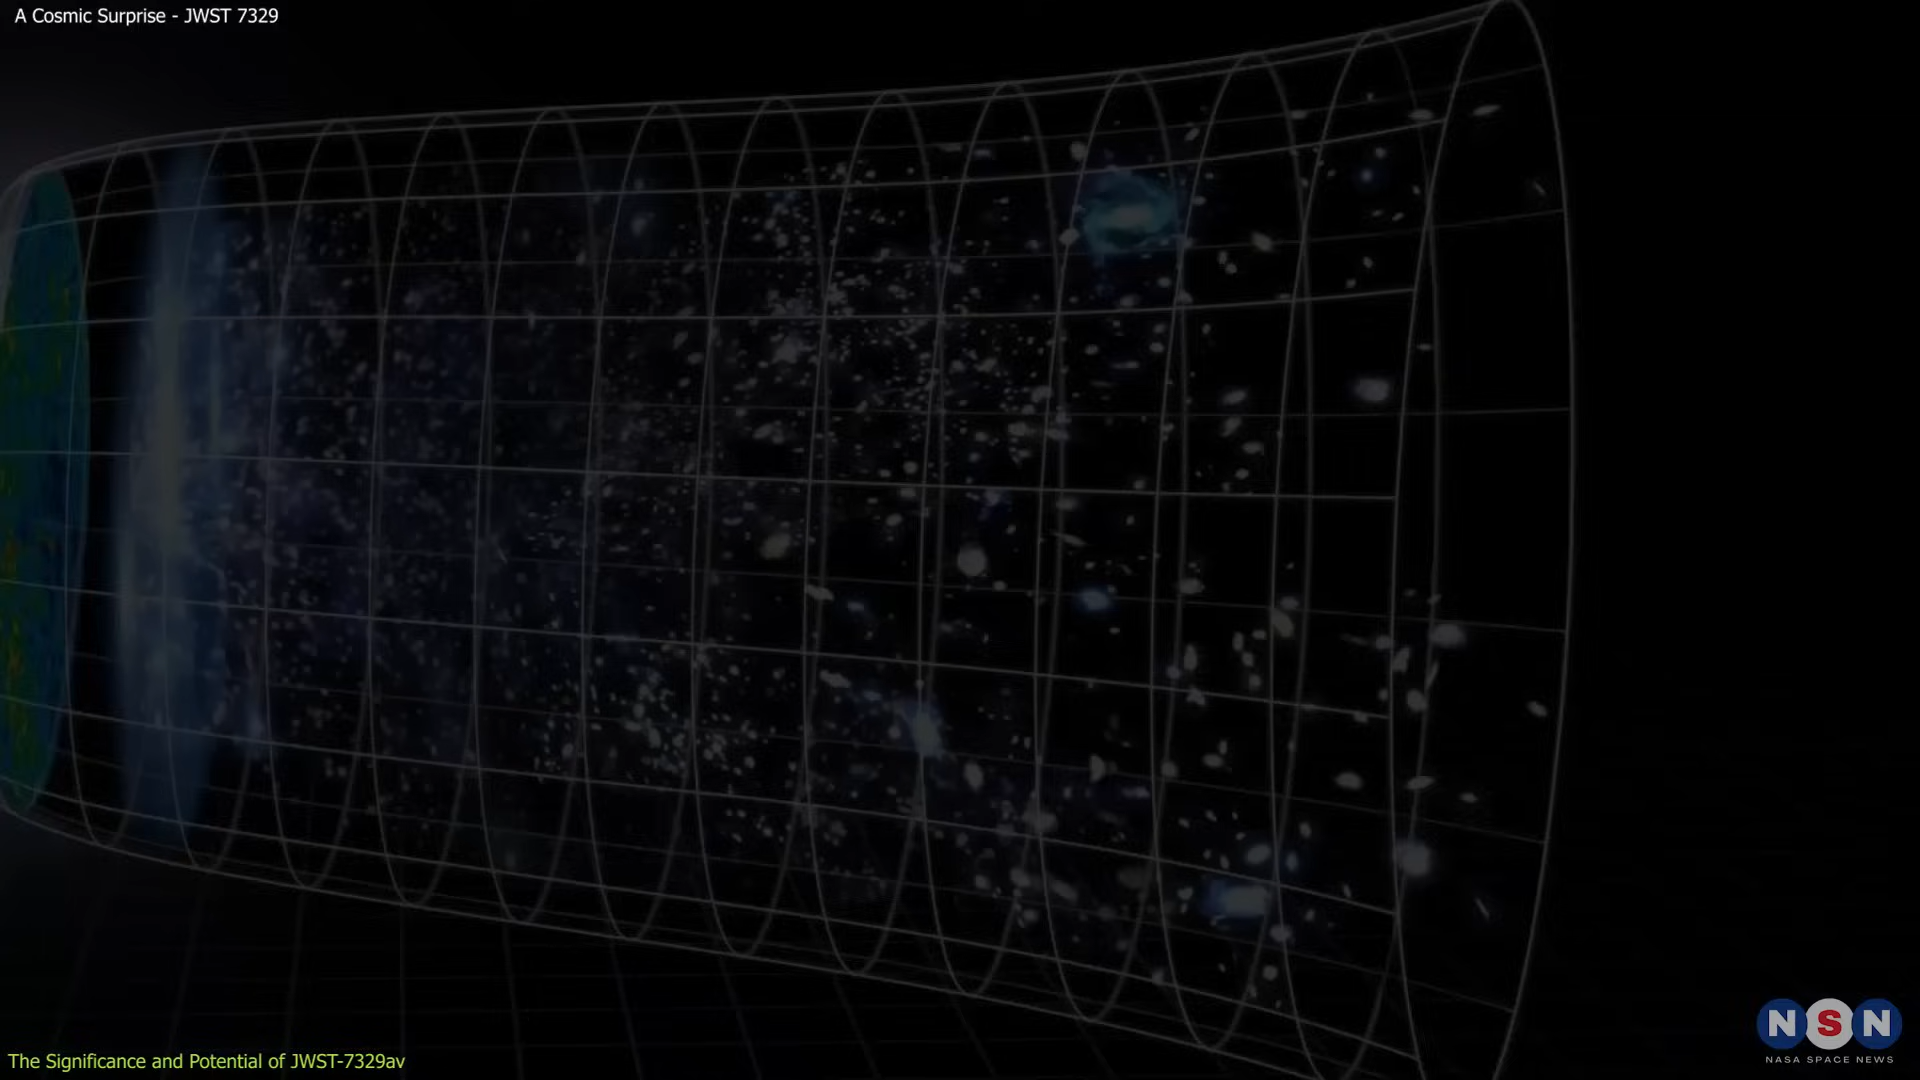 A Cosmic Surprise - JWST 7329
The Significance and Potential of JWST-7329av
NSN
NASA SPACE NEWS